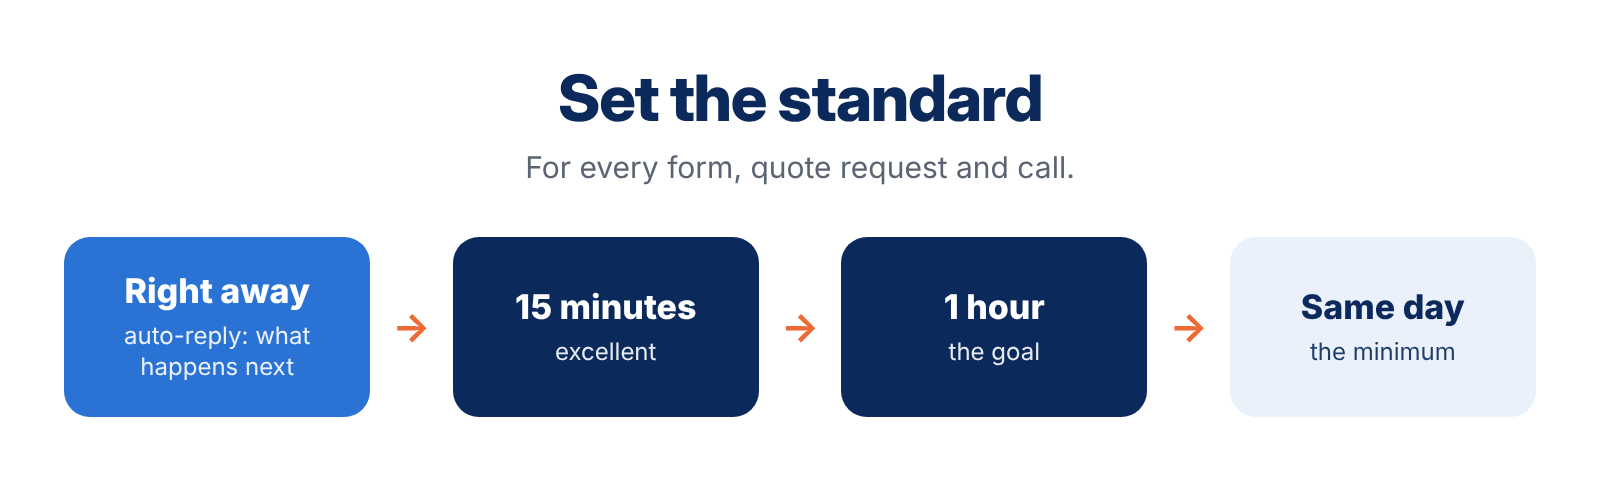 Set the standard
For every form, quote request and call.
Right away
auto-reply: what
happens next
→
15 minutes
excellent
→
1 hour
the goal
→
Same day
the minimum